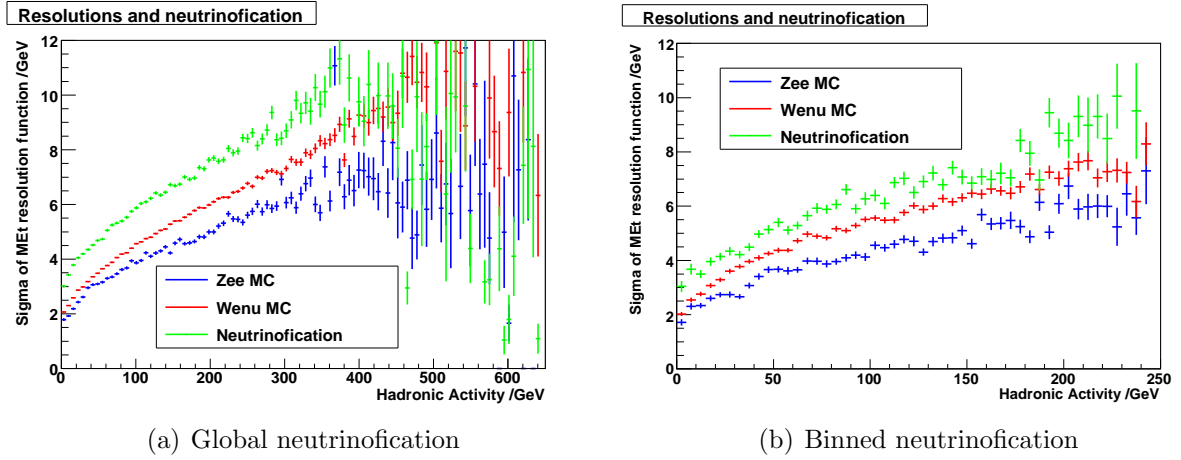 Resolutions and neutrinofication
Sigma of MEt resolution function /GeV
12
10
8
6
4
2
0
Zee MC
Wenu MC
Neutrinofication
0 100 200 300 400 500 600
Hadronic Activity /GeV
(a) Global neutrinofication
Resolutions and neutrinofication
Sigma of MEt resolution function /GeV
12
10
8
6
4
2
0
Zee MC
Wenu MC
Neutrinofication
0 50 100 150 200 250
Hadronic Activity /GeV
(b) Binned neutrinofication